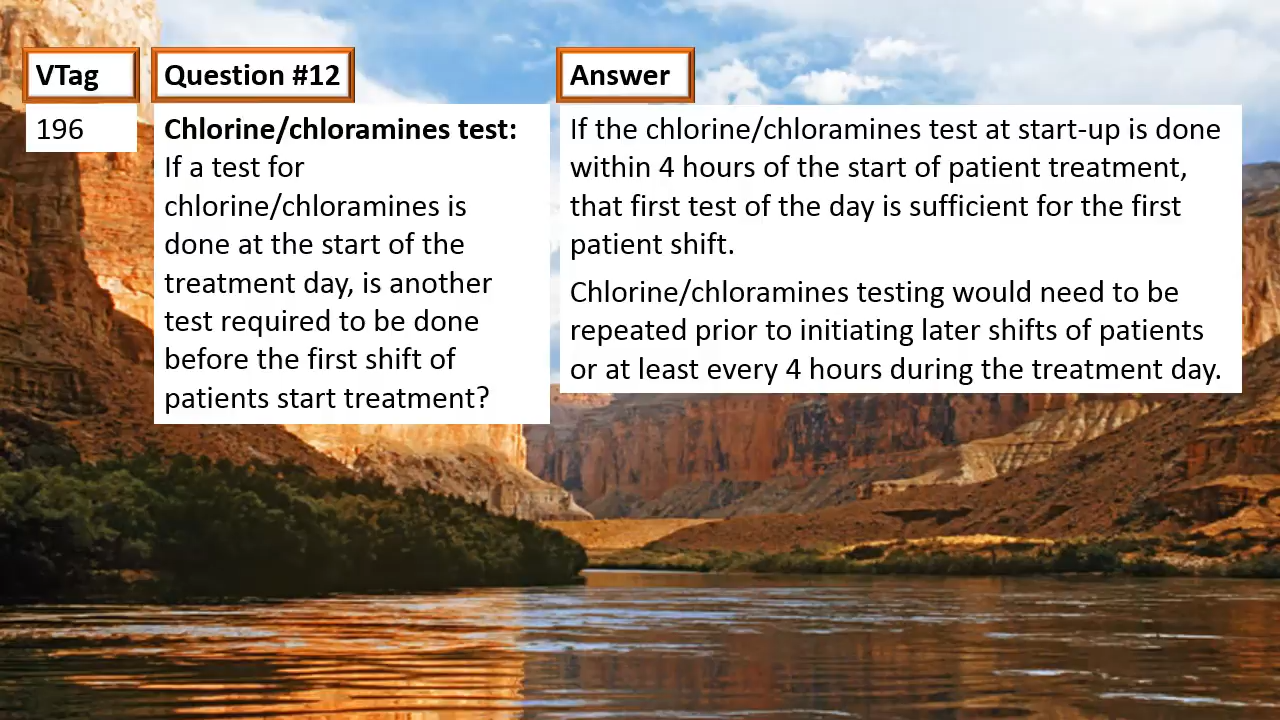 VTag
Question #12
Answer
196
Chlorine/chloramines test:
If a test for
chlorine/chloramines is
done at the start of the
treatment day, is another
test required to be done
before the first shift of
patients start treatment?
If the chlorine/chloramines test at start-up is done
within 4 hours of the start of patient treatment,
that first test of the day is sufficient for the first
patient shift.
Chlorine/chloramines testing would need to be
repeated prior to initiating later shifts of patients
or at least every 4 hours during the treatment day.